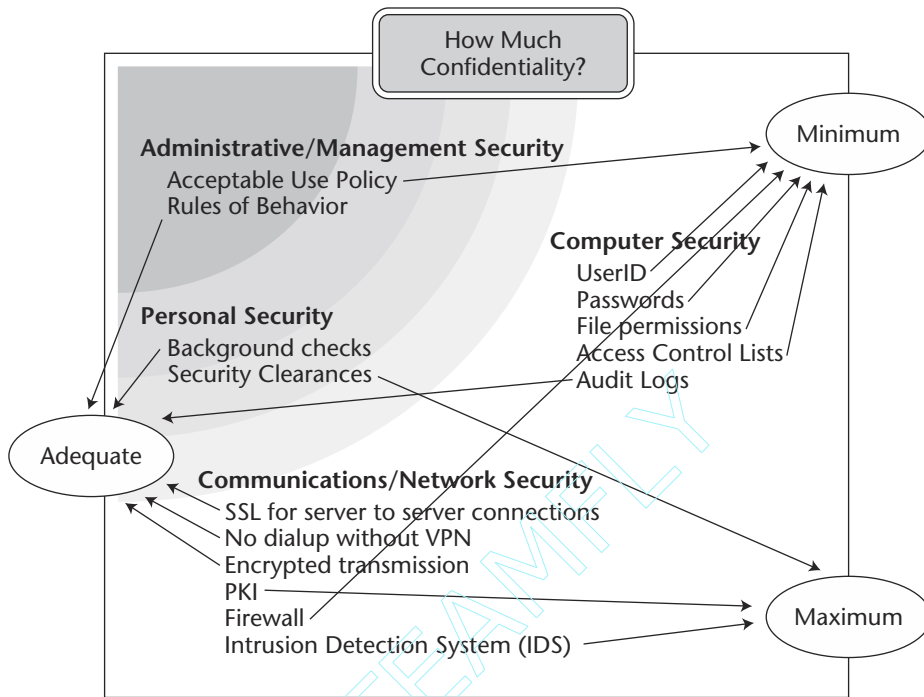 How Much
Confidentiality?
Minimum
Administrative/Management Security
Acceptable Use Policy
Rules of Behavior
Computer Security
UserID
Passwords
File permissions
Access Control Lists
Audit Logs
Personal Security
Background checks
Security Clearances
Adequate
Communications/Network Security
SSL for server to server connections
No dialup without VPN
Encrypted transmission
PKI
Firewall
Intrusion Detection System (IDS)
Maximum
TEAMFLY